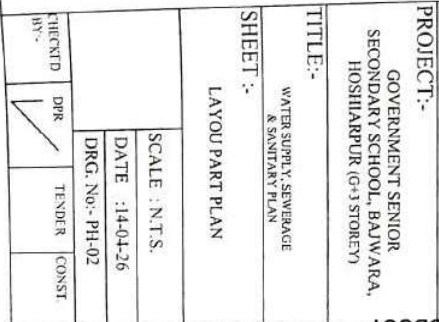 PROJECT:-
GOVERNMENT SENIOR
SECONDARY SCHOOL, BAJWARA,
HOSHIARPUR (G+3 STOREY)
TITLE:-
WATER SUPPLY, SEWERAGE
& SANITARY PLAN
SHEET :-
LAYOU PART PLAN
SCALE : N.T.S.
DATE :14-04-26
DRG. No:- PH-02
CHECKTD BY:-
DPR
TENDER
CONST.